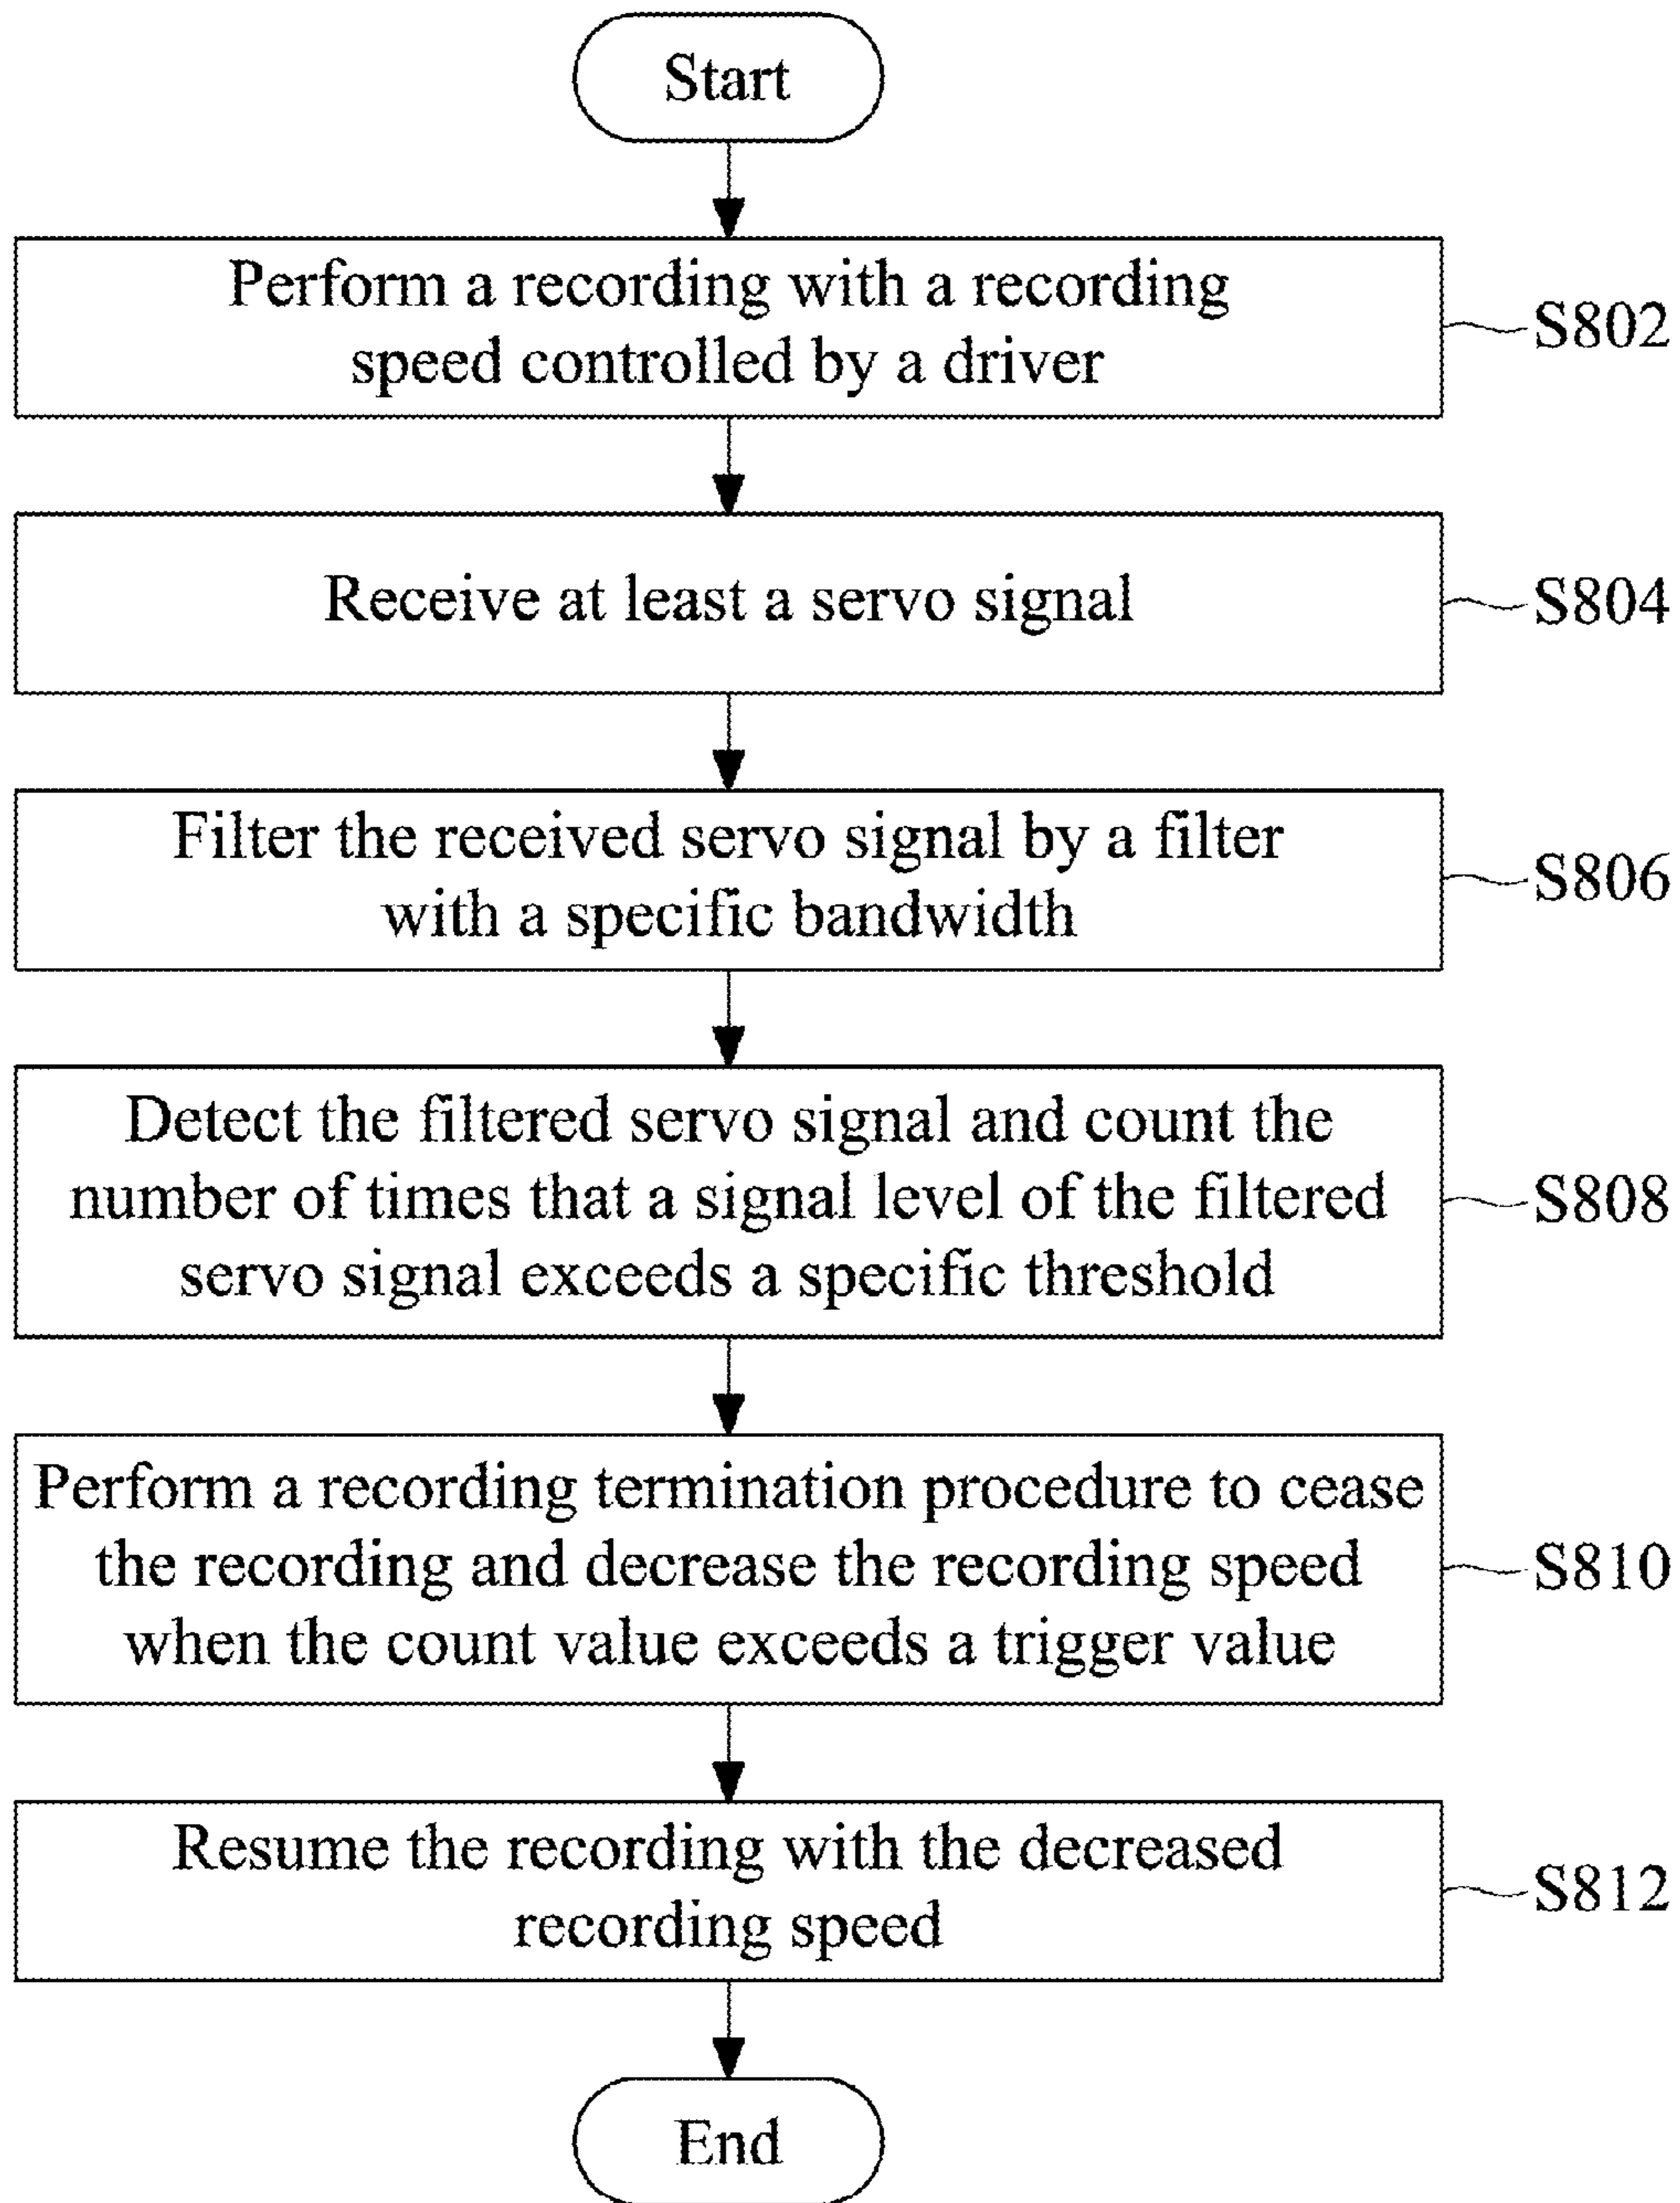 Start
Perform a recording with a recording
speed controlled by a driver
S802
Receive at least a servo signal
S804
Filter the received servo signal by a filter
with a specific bandwidth
S806
Detect the filtered servo signal and count the
number of times that a signal level of the filtered
servo signal exceeds a specific threshold
S808
Perform a recording termination procedure to cease
the recording and decrease the recording speed
when the count value exceeds a trigger value
S810
Resume the recording with the decreased
recording speed
S812
End